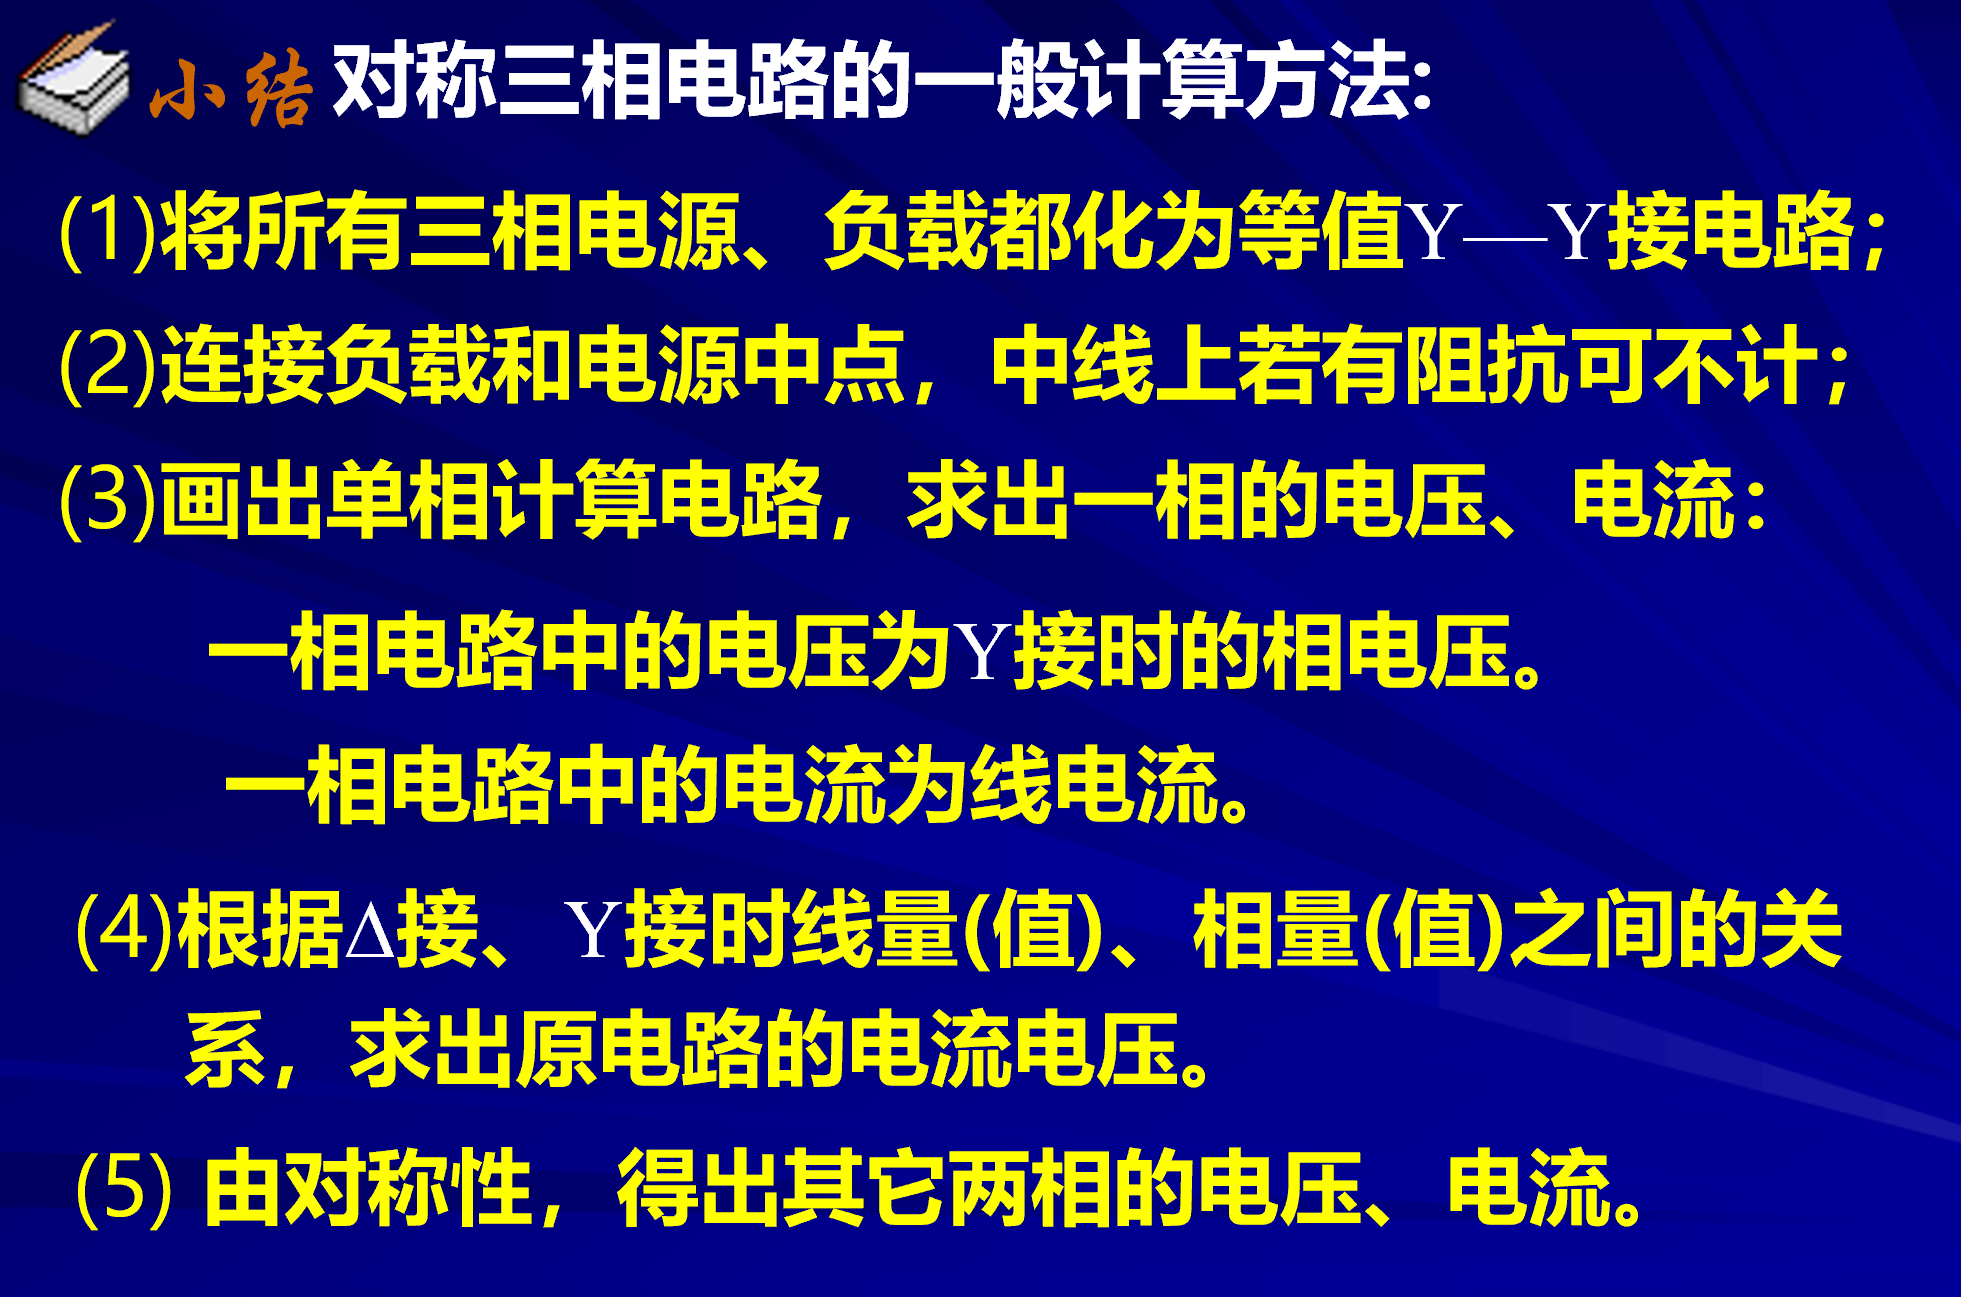 小结 对称三相电路的一般计算方法:
(1)将所有三相电源、负载都化为等值Y—Y接电路；
(2)连接负载和电源中点，中线上若有阻抗可不计；
(3)画出单相计算电路，求出一相的电压、电流：
一相电路中的电压为Y接时的相电压。
一相电路中的电流为线电流。
(4)根据Δ接、Y接时线量(值)、相量(值)之间的关
系，求出原电路的电流电压。
(5) 由对称性，得出其它两相的电压、电流。